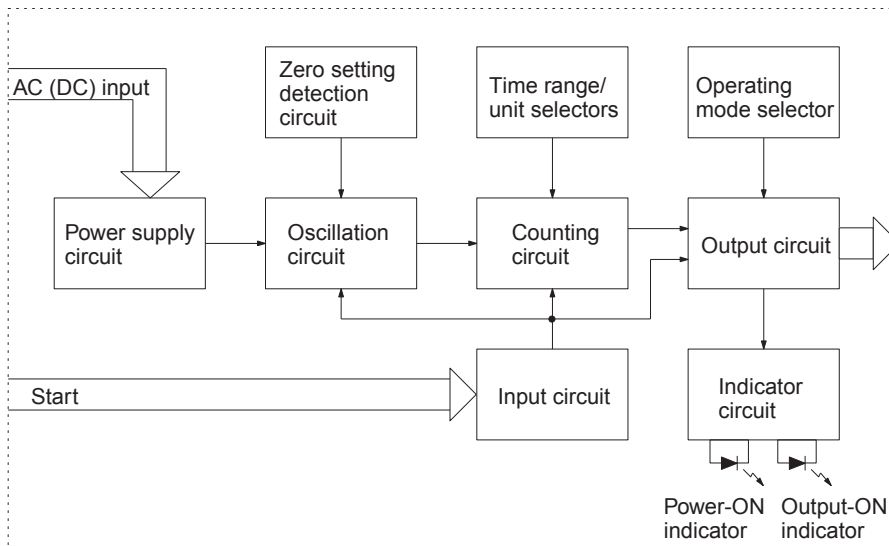 AC (DC) input
Zero setting
detection
circuit
Time range/
unit selectors
Operating
mode selector
Power supply
circuit
Oscillation
circuit
Counting
circuit
Output circuit
Start
Input circuit
Indicator
circuit
Power-ON
indicator
Output-ON
indicator